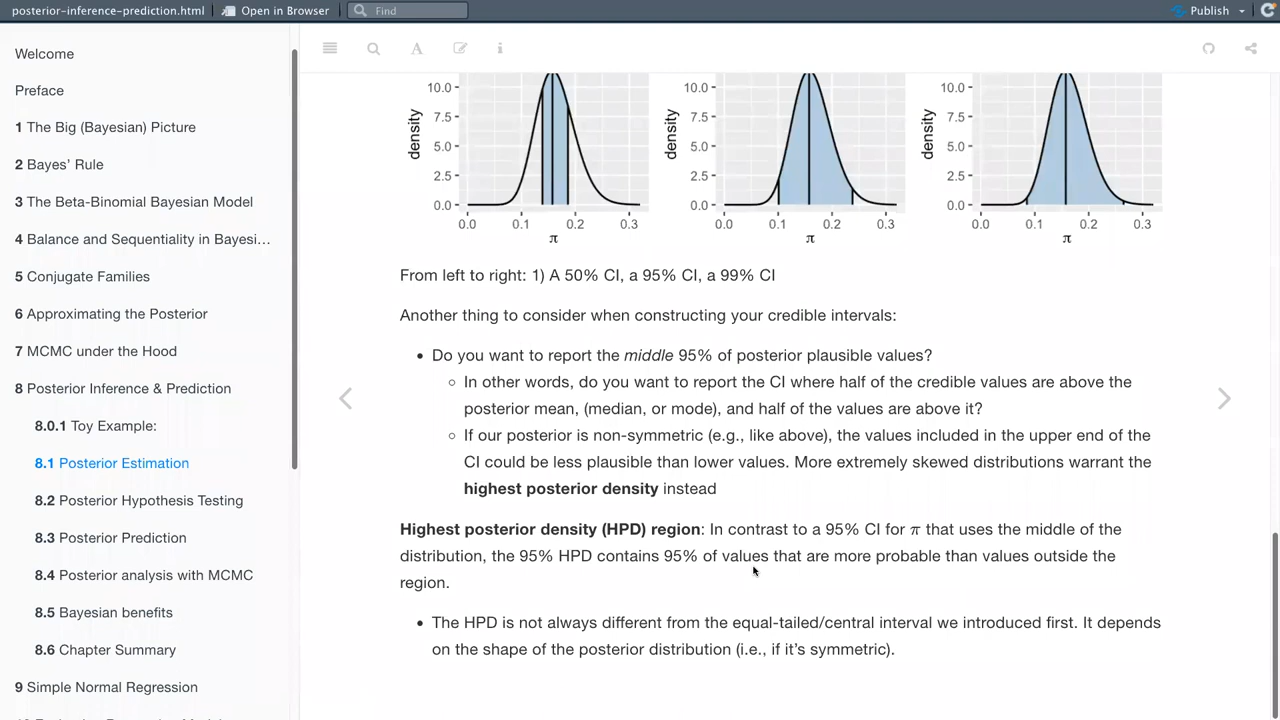 posterior-inference-prediction.html Open in Browser Find Publish
Welcome
Preface
1 The Big (Bayesian) Picture
2 Bayes' Rule
3 The Beta-Binomial Bayesian Model
4 Balance and Sequentiality in Bayesi…
5 Conjugate Families
6 Approximating the Posterior
7 MCMC under the Hood
8 Posterior Inference & Prediction
8.0.1 Toy Example:
8.1 Posterior Estimation
8.2 Posterior Hypothesis Testing
8.3 Posterior Prediction
8.4 Posterior analysis with MCMC
8.5 Bayesian benefits
8.6 Chapter Summary
9 Simple Normal Regression
density
10.0
7.5
5.0
2.5
0.0
0.0 0.1 0.2 0.3
π
density
10.0
7.5
5.0
2.5
0.0
0.0 0.1 0.2 0.3
π
density
10.0
7.5
5.0
2.5
0.0
0.0 0.1 0.2 0.3
π
From left to right: 1) A 50% CI, a 95% CI, a 99% CI
Another thing to consider when constructing your credible intervals:
• Do you want to report the middle 95% of posterior plausible values?
◦ In other words, do you want to report the CI where half of the credible values are above the
posterior mean, (median, or mode), and half of the values are above it?
◦ If our posterior is non-symmetric (e.g., like above), the values included in the upper end of the
CI could be less plausible than lower values. More extremely skewed distributions warrant the
highest posterior density instead
Highest posterior density (HPD) region: In contrast to a 95% CI for π that uses the middle of the
distribution, the 95% HPD contains 95% of values that are more probable than values outside the
region.
• The HPD is not always different from the equal-tailed/central interval we introduced first. It depends
on the shape of the posterior distribution (i.e., if it's symmetric).